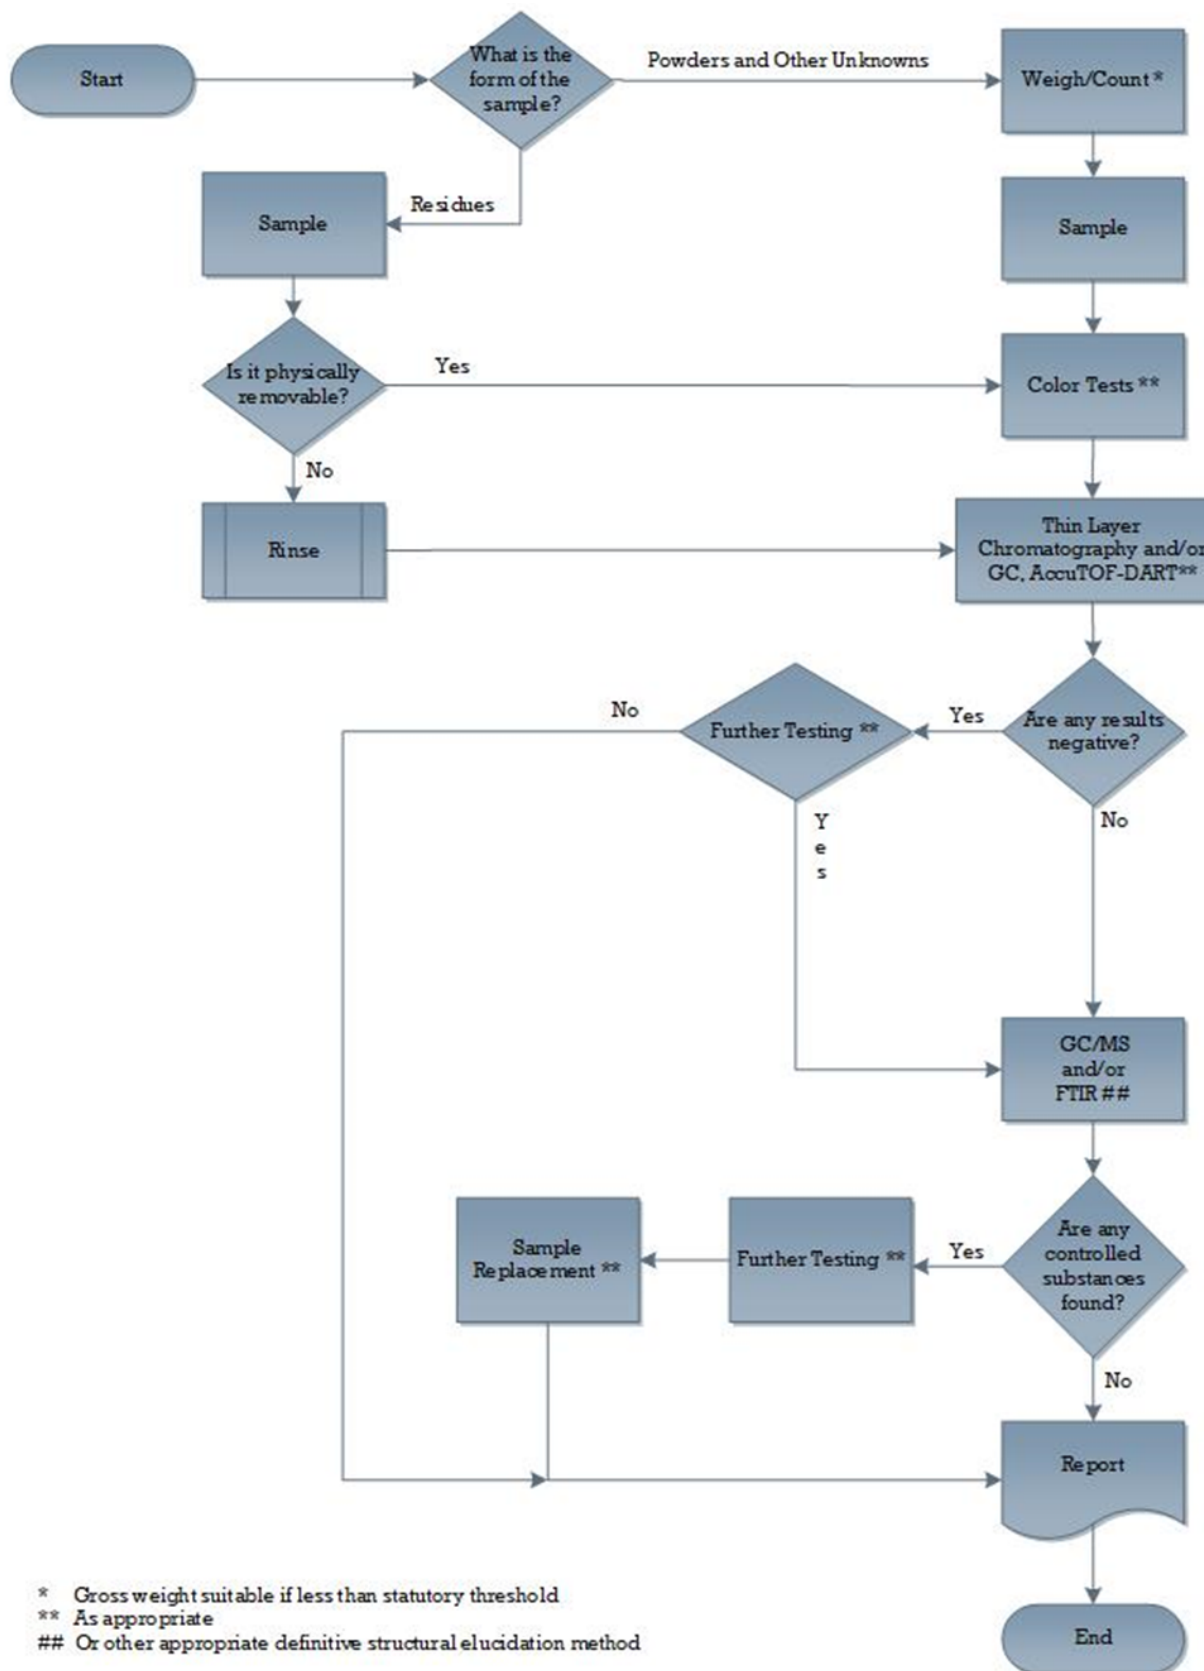 Start
What is the
form of the
sample?
Powders and Other Unknowns
Weigh/Count *
Residues
Sample
Sample
Is it physically
removable?
Yes
Color Tests **
No
Rinse
Thin Layer
Chromatography and/or
GC, AccuTOF-DART**
No
Further Testing **
Yes
Are any results
negative?
Y
e
s
No
GC/MS
and/or
FTIR ##
Sample
Replacement **
Further Testing **
Yes
Are any
controlled
substances
found?
No
Report
* Gross weight suitable if less than statutory threshold
** As appropriate
## Or other appropriate definitive structural elucidation method
End